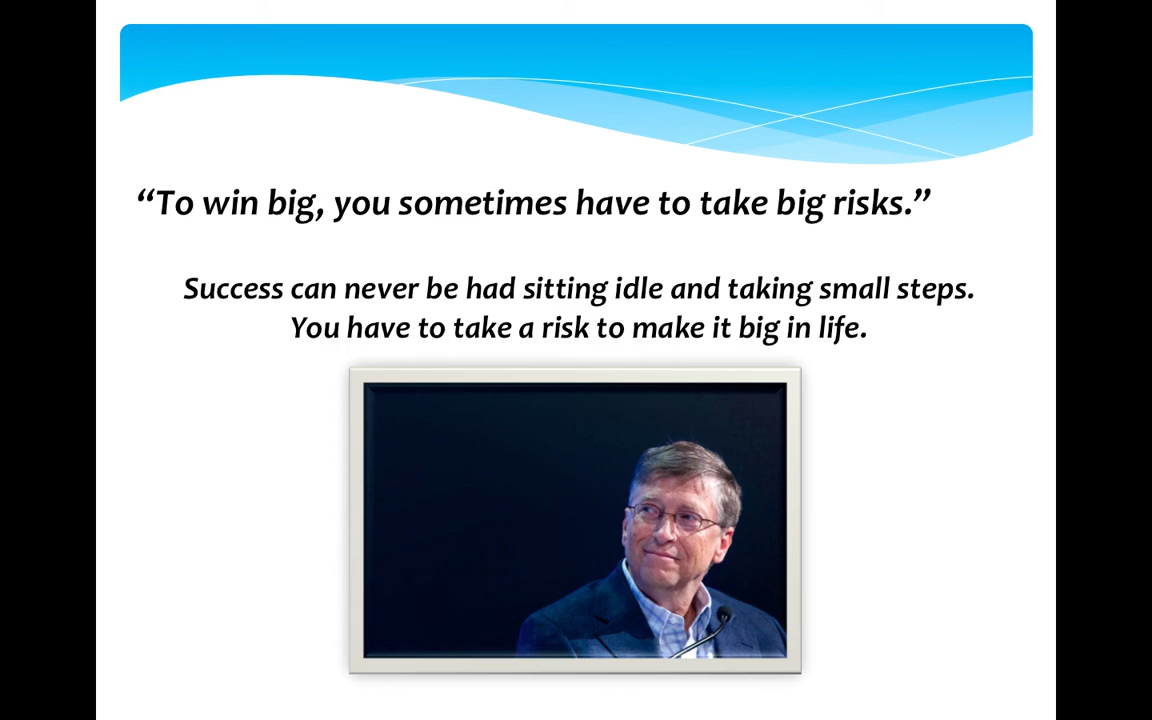 “To win big, you sometimes have to take big risks.”
Success can never be had sitting idle and taking small steps.
You have to take a risk to make it big in life.